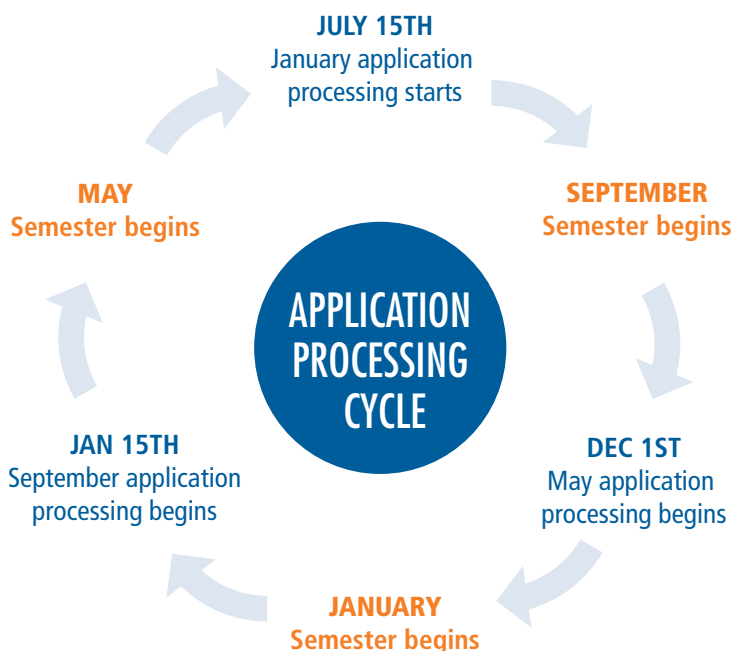 JULY 15TH
January application
processing starts
SEPTEMBER
Semester begins
DEC 1ST
May application
processing begins
JANUARY
Semester begins
JAN 15TH
September application
processing begins
MAY
Semester begins
APPLICATION
PROCESSING
CYCLE